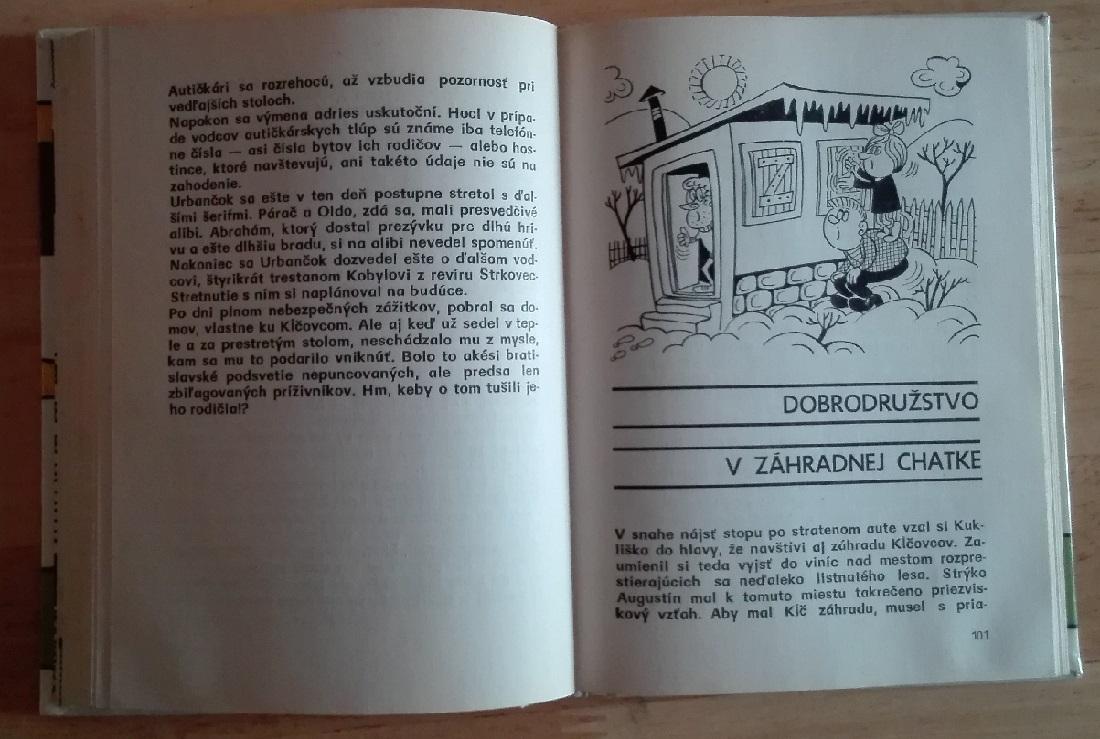 Autičkári sa rozrehocú, až vzbudia pozornosť pri
vedľajších stoloch.
Napokon sa výmena adries uskutoční. Hucl v prípa-
de vodcov autičkárskych tlúp sú známe iba telefón-
ne čísla — asi čísla bytov ich rodičov — alebo hos-
tince, ktoré navštevujú, ani takéto údaje nie sú na
zahodenie.
Urbančok sa ešte v ten deň postupne stretol s ďal-
šími šerifmi. Párač a Oldo, zdá sa, mali presvedčivé
alibi. Abrahám, ktorý dostal prezývku pre dlhú hri-
vu a ešte dlhšiu bradu, si na alibi nevedel spomenúť.
Nakoniec sa Urbančok dozvedel ešte o ďalšom vod-
covi, štyrikrát trestanom Kobylovi z revíru Štrkovec.
Stretnutie s ním si naplánoval na budúce.
Po dni plnom nebezpečných zážitkov, pobral sa do-
mov, vlastne ku Kĺčovcom. Ale aj keď už sedel v tep-
le a za prestretým stolom, neschádzalo mu z mysle,
kam sa mu to podarilo vniknúť. Bolo to akési brati-
slavské podsvetie nepuncovaných, ale predsa len
zbiľagovaných príživníkov. Hm, keby o tom tušili je-
ho rodičia!?
DOBRODRUŽSTVO
V ZÁHRADNEJ CHATKE
V snahe nájsť stopu po stratenom aute vzal si Kuk-
liško do hlavy, že navštívi aj záhradu Kĺčovcov. Za-
umienil si teda vyjsť do viníc nad mestom rozpre-
stierajúcich sa neďaleko listnatého lesa. Strýko
Augustín mal k tomuto miestu takrečeno priezvis-
kový vzťah. Aby mal Kĺč záhradu, musel s pria-
101